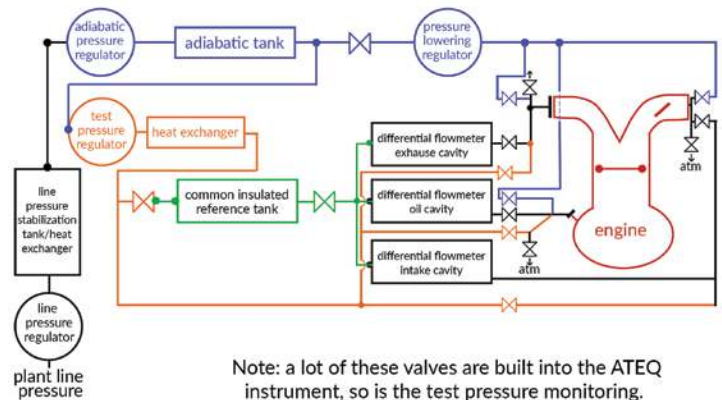 adiabatic
pressure
regulator
adiabatic tank
pressure
lowering
regulator
test
pressure
regulator
heat exchanger
differential flowmeter
exhause cavity
atm
line
pressure
stabilization
tank/heat
exchanger
common insulated
reference tank
differential flowmeter
oil cavity
engine
differential flowmeter
intake cavity
atm
line
pressure
regulator
plant line
pressure
Note: a lot of these valves are built into the ATEQ
instrument, so is the test pressure monitoring.